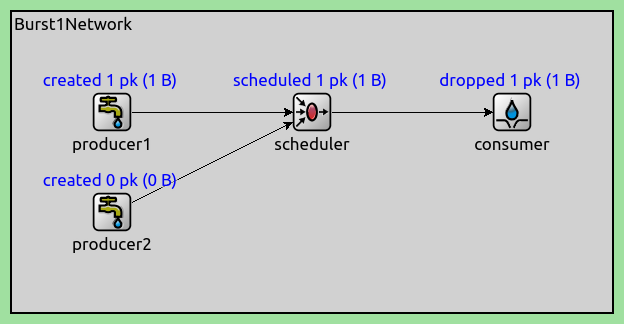 Burst1Network
created 1 pk (1 B)
scheduled 1 pk (1 B)
dropped 1 pk (1 B)
producer1
scheduler
consumer
created 0 pk (0 B)
producer2